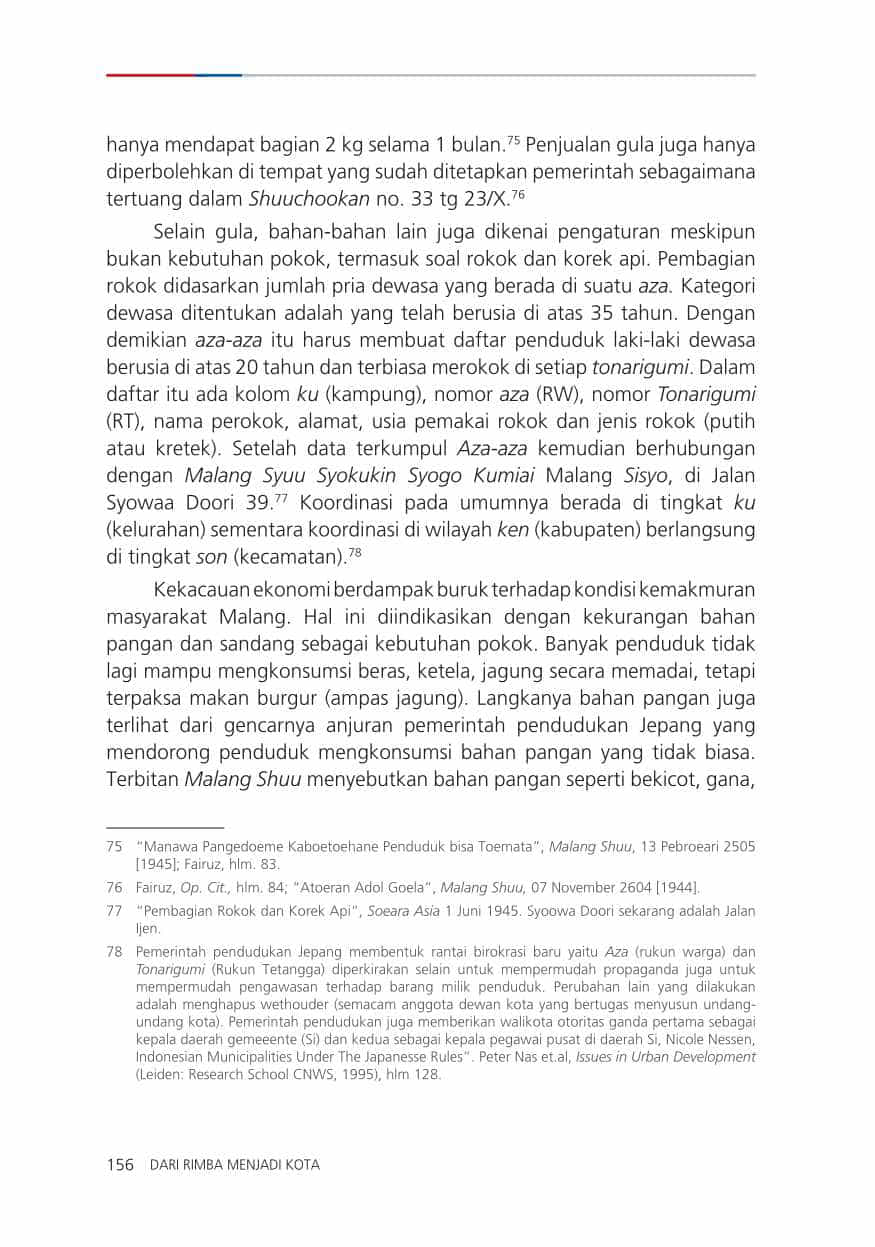 hanya mendapat bagian 2 kg selama 1 bulan.75 Penjualan gula juga hanya
diperbolehkan di tempat yang sudah ditetapkan pemerintah sebagaimana
tertuang dalam Shuuchookan no. 33 tg 23/X.76
Selain gula, bahan-bahan lain juga dikenai pengaturan meskipun
bukan kebutuhan pokok, termasuk soal rokok dan korek api. Pembagian
rokok didasarkan jumlah pria dewasa yang berada di suatu aza. Kategori
dewasa ditentukan adalah yang telah berusia di atas 35 tahun. Dengan
demikian aza-aza itu harus membuat daftar penduduk laki-laki dewasa
berusia di atas 20 tahun dan terbiasa merokok di setiap tonarigumi. Dalam
daftar itu ada kolom ku (kampung), nomor aza (RW), nomor Tonarigumi
(RT), nama perokok, alamat, usia pemakai rokok dan jenis rokok (putih
atau kretek). Setelah data terkumpul Aza-aza kemudian berhubungan
dengan Malang Syuu Syokukin Syogo Kumiai Malang Sisyo, di Jalan
Syowaa Doori 39.77 Koordinasi pada umumnya berada di tingkat ku
(kelurahan) sementara koordinasi di wilayah ken (kabupaten) berlangsung
di tingkat son (kecamatan).78
Kekacauan ekonomi berdampak buruk terhadap kondisi kemakmuran
masyarakat Malang. Hal ini diindikasikan dengan kekurangan bahan
pangan dan sandang sebagai kebutuhan pokok. Banyak penduduk tidak
lagi mampu mengkonsumsi beras, ketela, jagung secara memadai, tetapi
terpaksa makan burgur (ampas jagung). Langkanya bahan pangan juga
terlihat dari gencarnya anjuran pemerintah pendudukan Jepang yang
mendorong penduduk mengkonsumsi bahan pangan yang tidak biasa.
Terbitan Malang Shuu menyebutkan bahan pangan seperti bekicot, gana,
75 "Manawa Pangedoeme Kaboetoehane Penduduk bisa Toemata", Malang Shuu, 13 Pebroeari 2505
[1945]; Fairuz, hlm. 83.
76 Fairuz, Op. Cit., hlm. 84; "Atoeran Adol Goela", Malang Shuu, 07 November 2604 [1944].
77 "Pembagian Rokok dan Korek Api", Soeara Asia 1 Juni 1945. Syoowa Doori sekarang adalah Jalan
Ijen.
78 Pemerintah pendudukan Jepang membentuk rantai birokrasi baru yaitu Aza (rukun warga) dan
Tonarigumi (Rukun Tetangga) diperkirakan selain untuk mempermudah propaganda juga untuk
mempermudah pengawasan terhadap barang milik penduduk. Perubahan lain yang dilakukan
adalah menghapus wethouder (semacam anggota dewan kota yang bertugas menyusun undang-
undang kota). Pemerintah pendudukan juga memberikan walikota otoritas ganda pertama sebagai
kepala daerah gemeeente (Si) dan kedua sebagai kepala pegawai pusat di daerah Si, Nicole Nessen,
Indonesian Municipalities Under The Japanesse Rules". Peter Nas et.al, Issues in Urban Development
(Leiden: Research School CNWS, 1995), hlm 128.
156 DARI RIMBA MENJADI KOTA